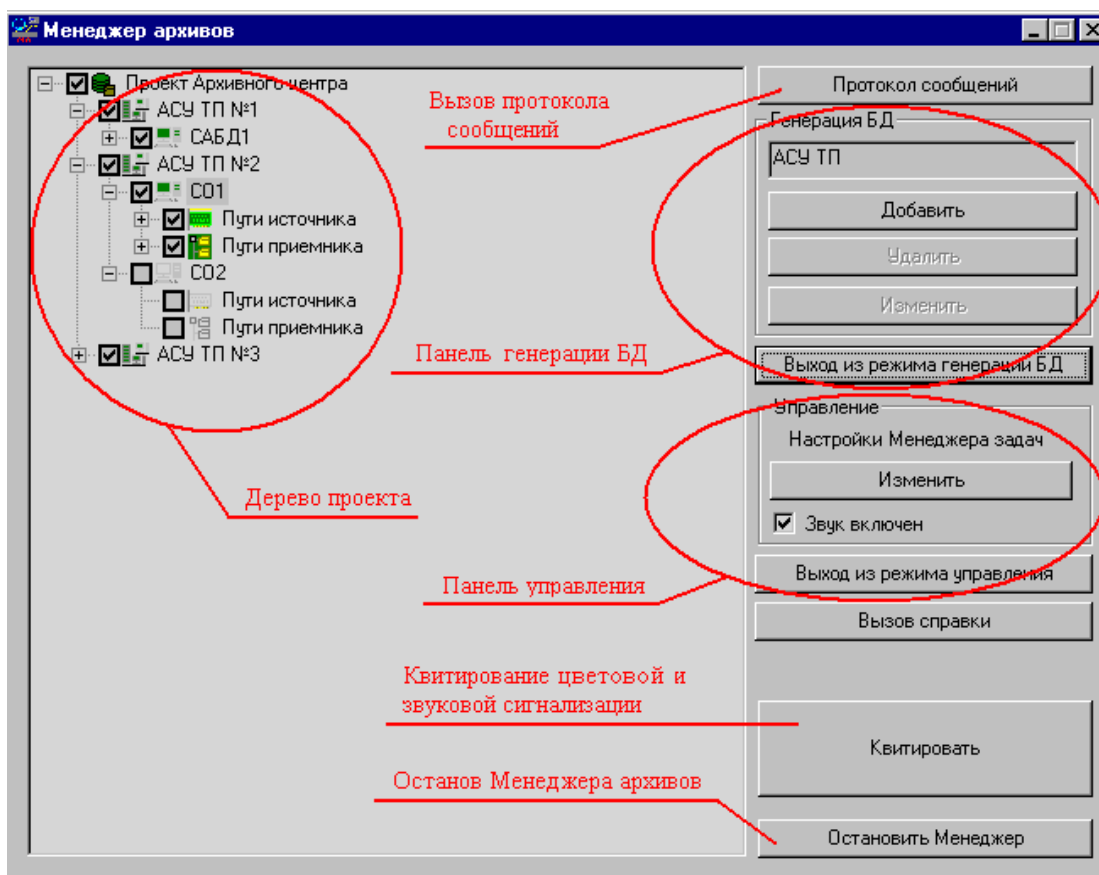 Менеджер архивов
Проект Архивного центра
АСУ ТП №1
САБД1
АСУ ТП №2
СО1
Пути источника
Пути приемника
СО2
Пути источника
Пути приемника
АСУ ТП №3
Вызов протокола
сообщений
Панель генерации БД
Дерево проекта
Панель управления
Квитирование цветовой и
звуковой сигнализации
Останов Менеджера архивов
Протокол сообщений
Генерация БД
АСУ ТП
Добавить
Удалить
Изменить
Выход из режима генерации БД
Управление
Настройки Менеджера задач
Изменить
Звук включен
Выход из режима управления
Вызов справки
Квитировать
Остановить Менеджер